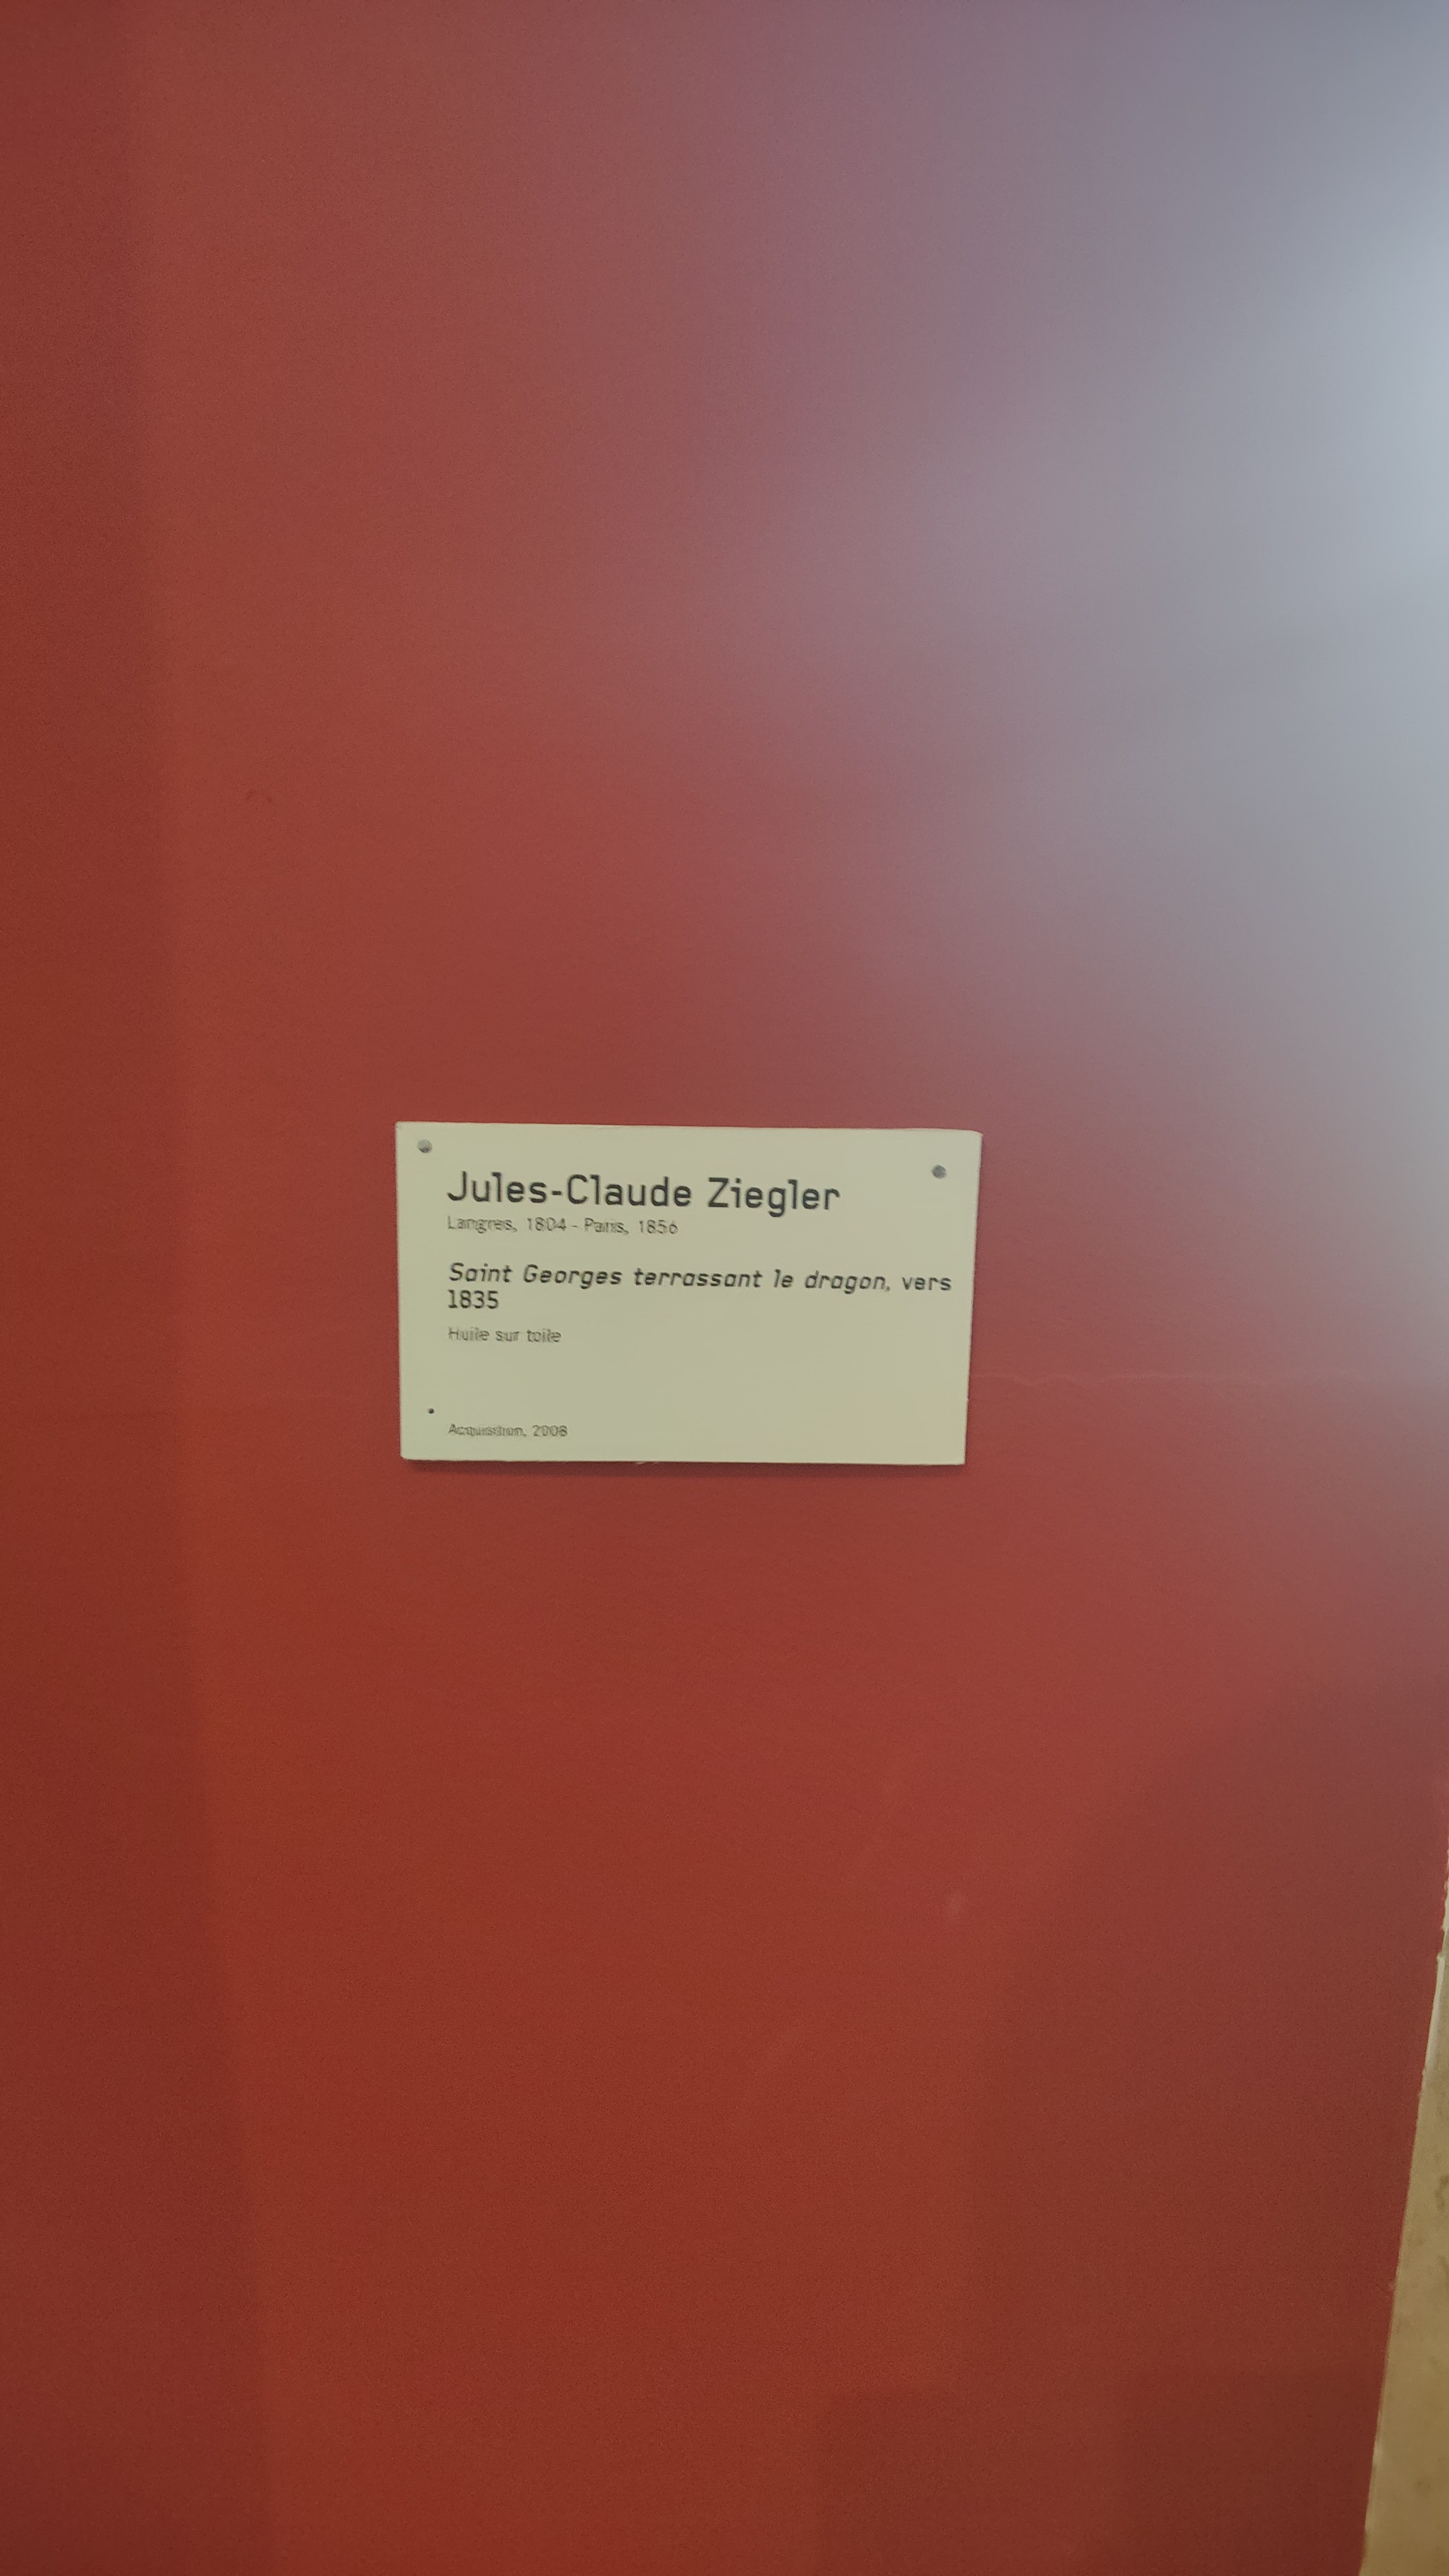 Jules-Claude Ziegler
Langres, 1804 - Paris, 1856
Saint Georges terrassant le dragon, vers
1835
Huile sur toile
Acquisition, 2008